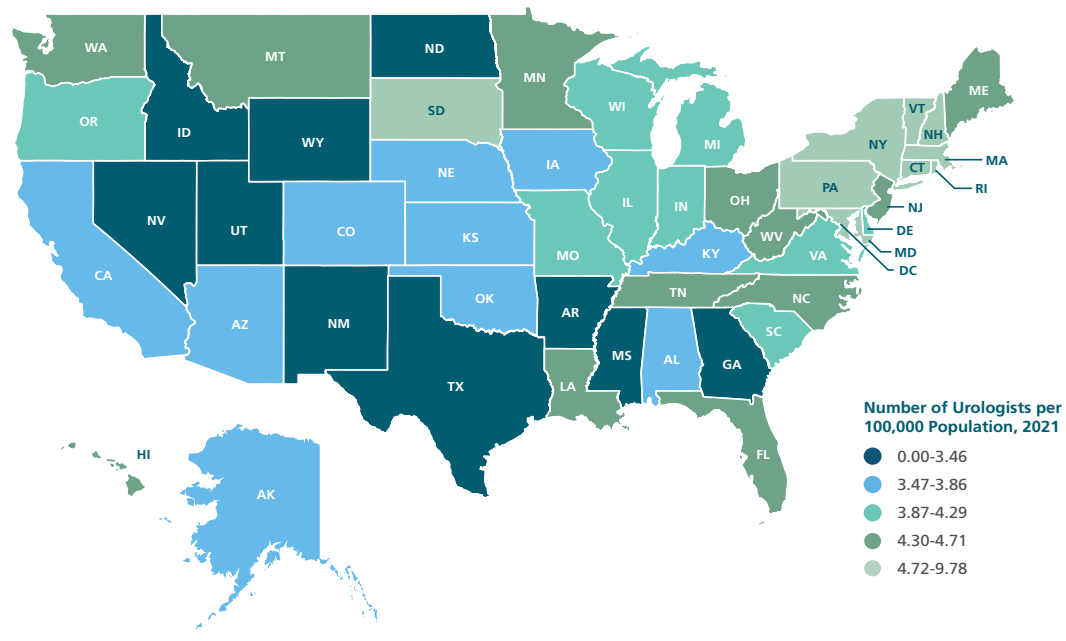 WA
MT
ND
MN
OR
ID
SD
WY
WI
MI
ME
VT
NH
NY
MA
CT
RI
NV
UT
NE
IA
PA
NJ
CO
KS
MO
IL
IN
OH
WV
VA
DE
MD
DC
CA
AZ
NM
OK
AR
KY
TN
NC
SC
TX
MS
AL
GA
LA
FL
HI
AK
Number of Urologists per
100,000 Population, 2021
0.00-3.46
3.47-3.86
3.87-4.29
4.30-4.71
4.72-9.78